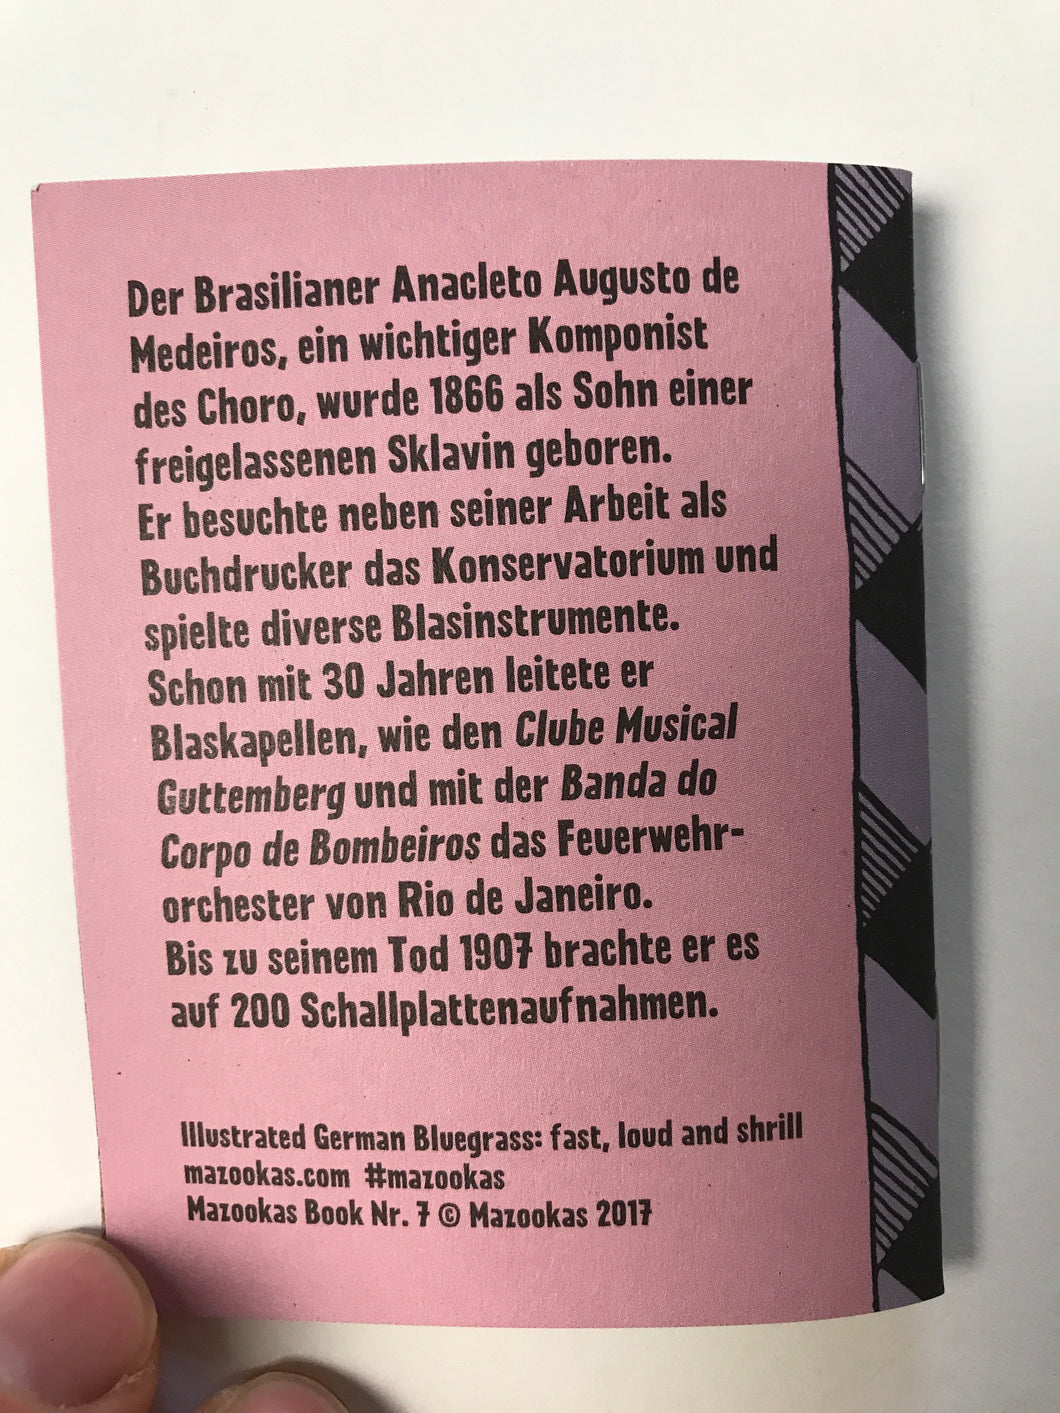 Der Brasilianer Anacleto Augusto de
Medeiros, ein wichtiger Komponist
des Choro, wurde 1866 als Sohn einer
freigelassenen Sklavin geboren.
Er besuchte neben seiner Arbeit als
Buchdrucker das Konservatorium und
spielte diverse Blasinstrumente.
Schon mit 30 Jahren leitete er
Blaskapellen, wie den Clube Musical
Guttemberg und mit der Banda do
Corpo de Bombeiros das Feuerwehr-
orchester von Rio de Janeiro.
Bis zu seinem Tod 1907 brachte er es
auf 200 Schallplattenaufnahmen.
Illustrated German Bluegrass: fast, loud and shrill
mazookas.com #mazookas
Mazookas Book Nr. 7 © Mazookas 2017